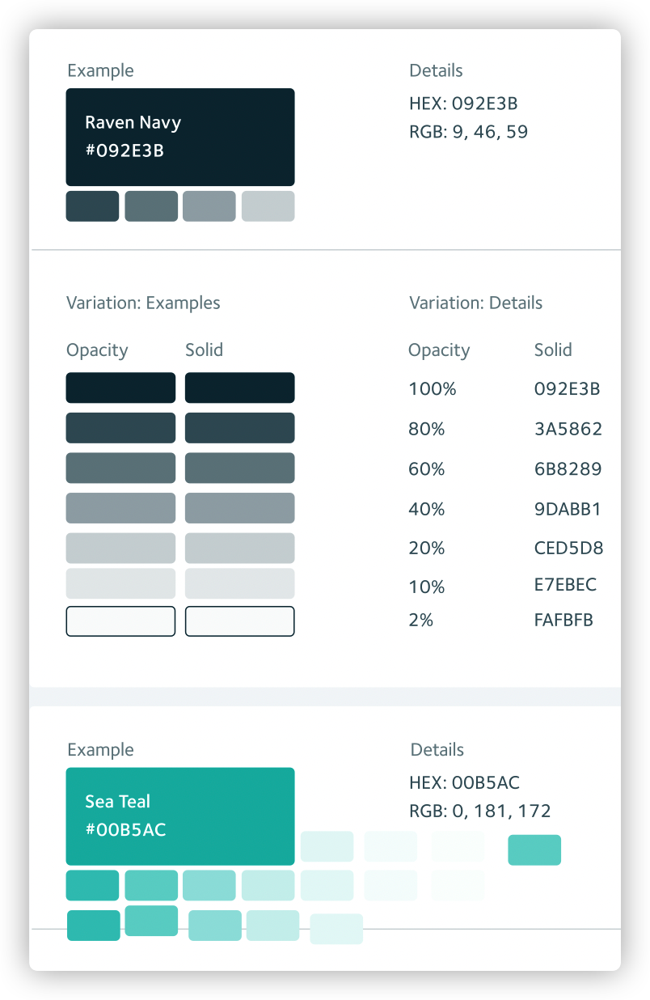 Example
Details
Raven Navy
#092E3B
HEX: 092E3B
RGB: 9, 46, 59
Variation: Examples
Variation: Details
Opacity Solid
Opacity Solid
100% 092E3B
80% 3A5862
60% 6B8289
40% 9DABB1
20% CED5D8
10% E7EBEC
2% FAFBFB
Example
Details
Sea Teal
#00B5AC
HEX: 00B5AC
RGB: 0, 181, 172